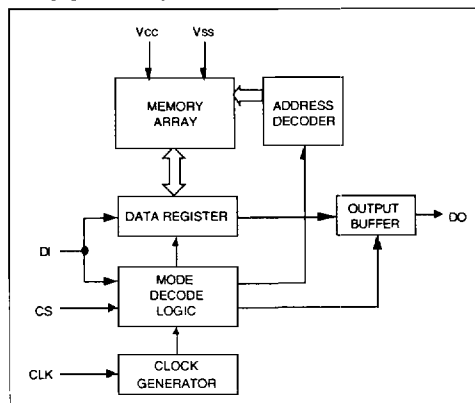 Vcc Vss
MEMORY
ARRAY
ADDRESS
DECODER
DATA REGISTER
OUTPUT
BUFFER
DO
DI
MODE
DECODE
LOGIC
CS
CLK
CLOCK
GENERATOR